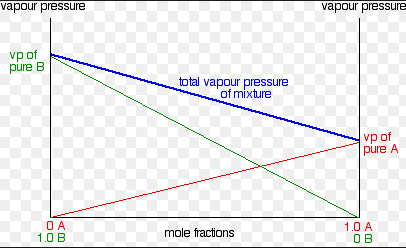 vapour pressure
vapour pressure
vp of
pure B
total vapour pressure
of mixture
vp of
pure A
0 A
1.0 B
mole fractions
1.0 A
0 B